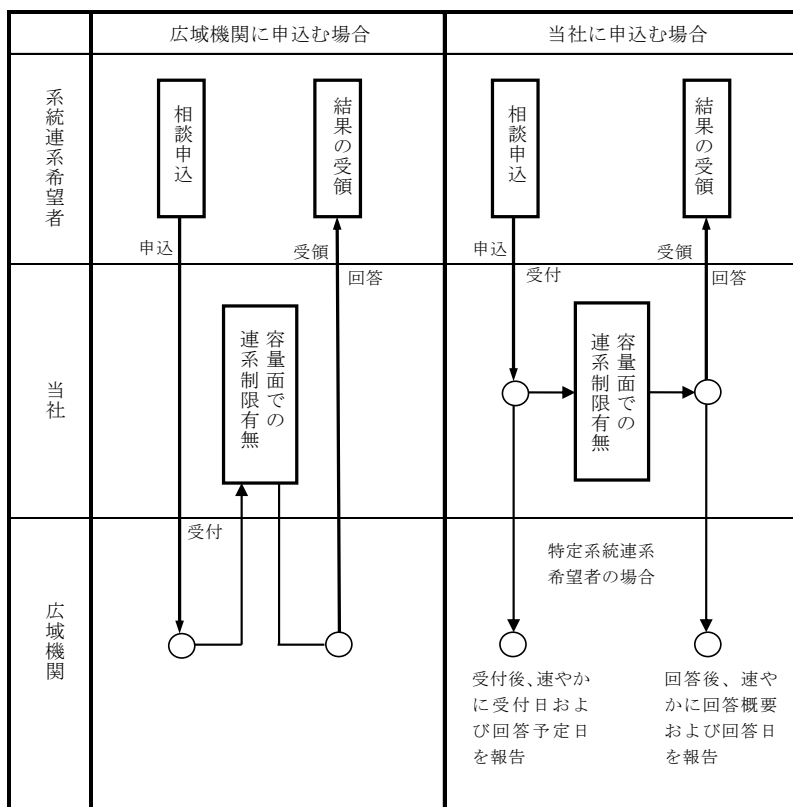 広域機関に申込む場合
当社に申込む場合
系統連系希望者
相談申込
結果の受領
相談申込
結果の受領
申込
受領
申込
受領
回答
受付
回答
当社
容量面での
連系制限有無
容量面での
連系制限有無
受付
特定系統連系
希望者の場合
広域機関
受付後、速やか
に受付日およ
び回答予定日
を報告
回答後、速や
かに回答概要
および回答日
を報告